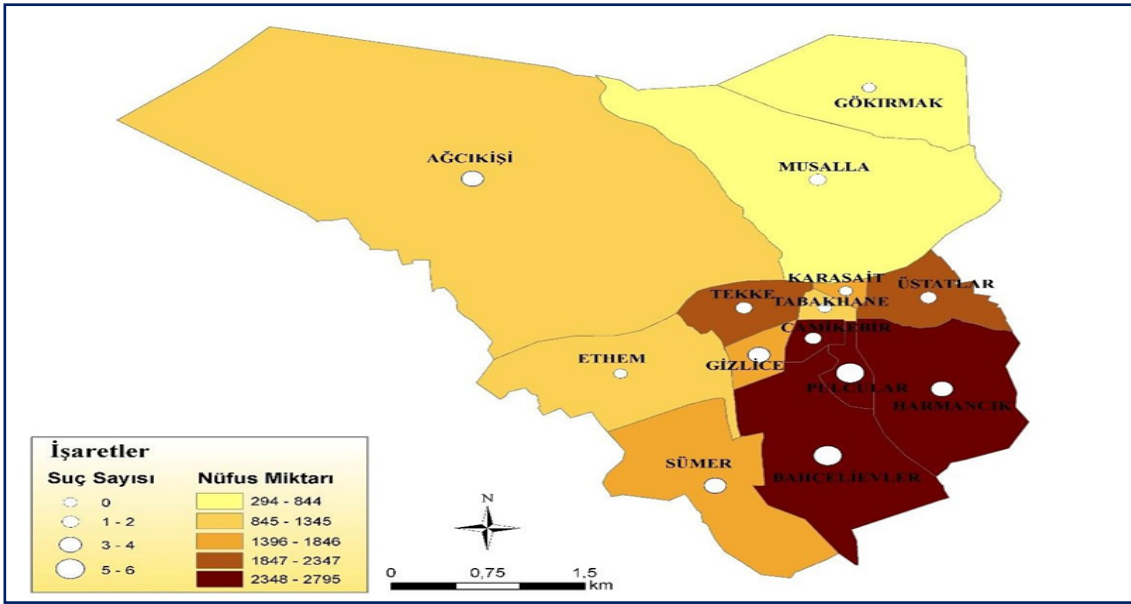 GÖKIRMAK
AĞCIKİŞİ
MUSALLA
KARASAİT
ÜSTATLAR
TEKKE
TABAKHANE
CAMİKEBİR
ETHEM
GİZLİCE
PULCULAR
HARMANCIK
SÜMER
BAHÇELİEVLER
İşaretler
Suç Sayısı
0
1 - 2
3 - 4
5 - 6
Nüfus Miktarı
294 - 844
845 - 1345
1396 - 1846
1847 - 2347
2348 - 2795
N
0 0,75 1,5
km